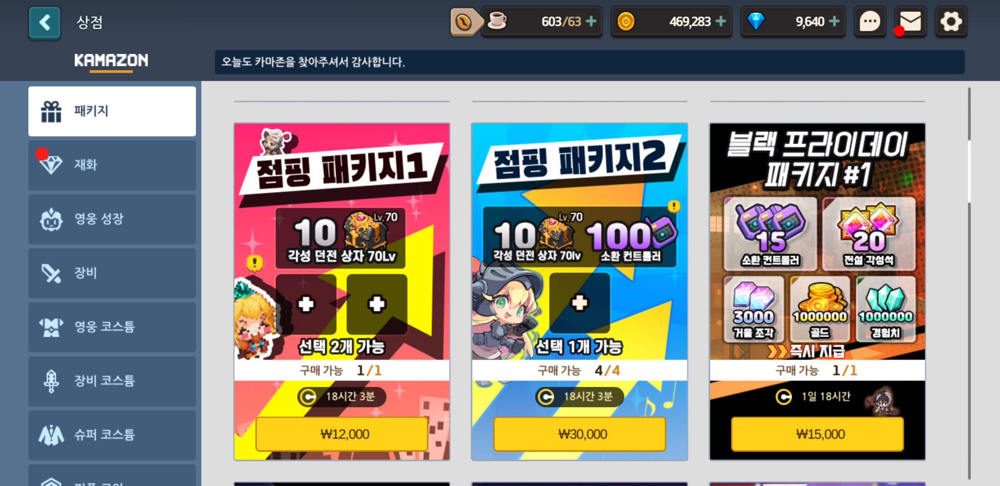 상점
603/63
469,283
9,640
KAMAZON
오늘도 카마존을 찾아주셔서 감사합니다.
패키지
재화
영웅 성장
장비
영웅 코스튬
장비 코스튬
슈퍼 코스튬
점핑 패키지1
10
Lv.70
각성 던전 상자 70Lv
선택 2개 가능
구매 가능 1/1
18시간 3분
₩12,000
점핑 패키지2
10
Lv.70
100
각성 던전 상자 70lv
소환 컨트롤러
선택 1개 가능
구매 가능 4/4
18시간 3분
₩30,000
블랙 프라이데이
패키지 #1
15
소환 컨트롤러
20
전설 각성석
3000
거울 조각
1000000
골드
1000000
경험치
즉시 지급
구매 가능 1/1
1일 18시간
₩15,000